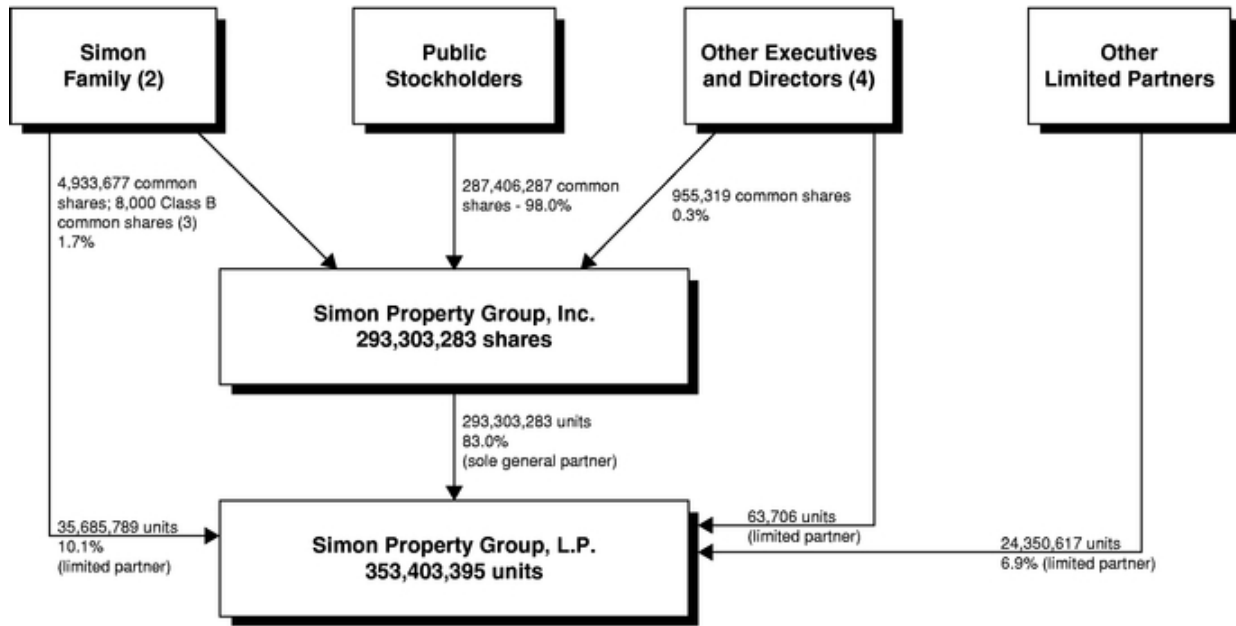 Simon
Family (2)
Public
Stockholders
Other Executives
and Directors (4)
Other
Limited Partners
4,933,677 common
shares; 8,000 Class B
common shares (3)
1.7%
287,406,287 common
shares - 98.0%
955,319 common shares
0.3%
Simon Property Group, Inc.
293,303,283 shares
293,303,283 units
83.0%
(sole general partner)
35,685,789 units
10.1%
(limited partner)
Simon Property Group, L.P.
353,403,395 units
63,706 units
(limited partner)
24,350,617 units
6.9% (limited partner)